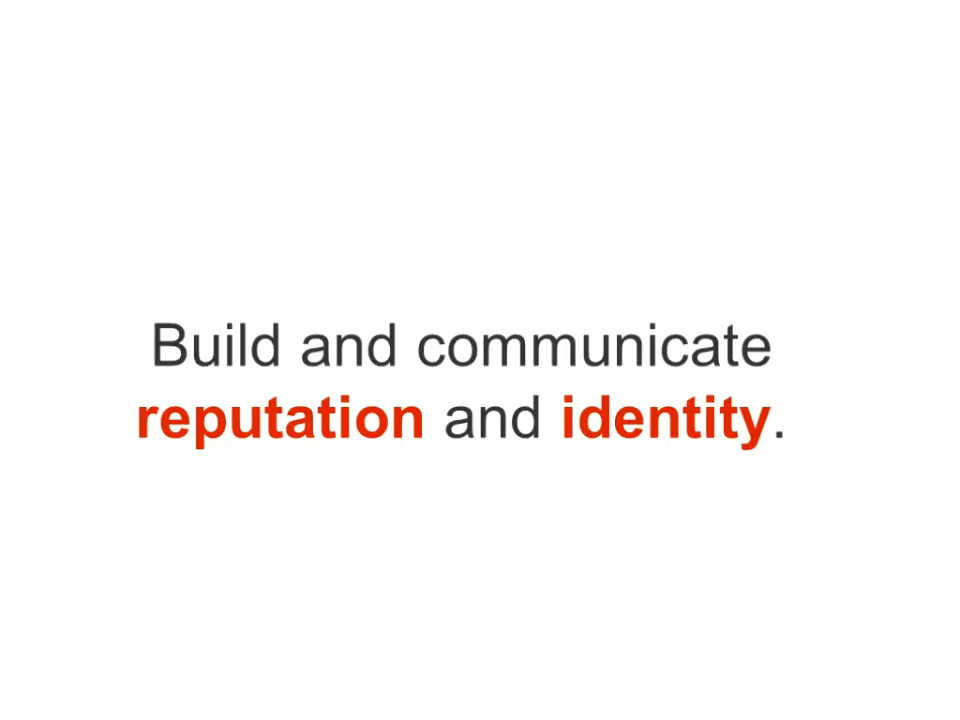 Build and communicate
reputation and identity.